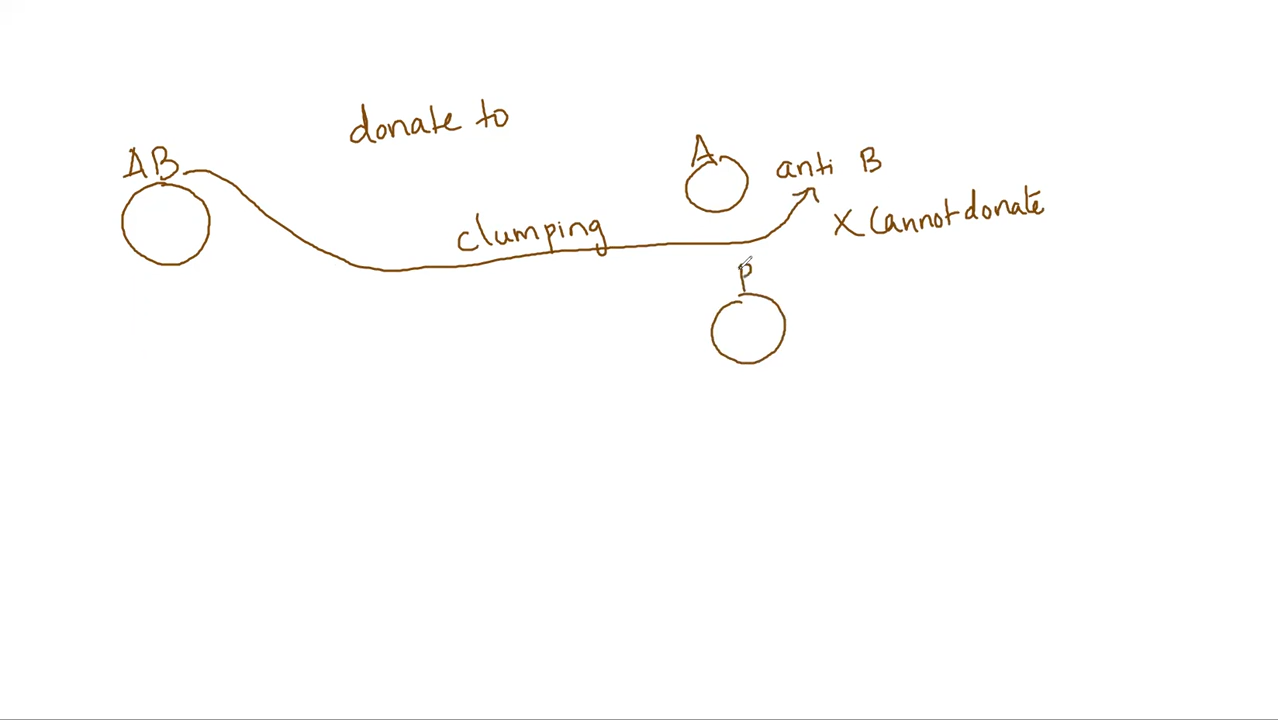 donate to
AB
A
anti B
X Cannot donate
clumping
P